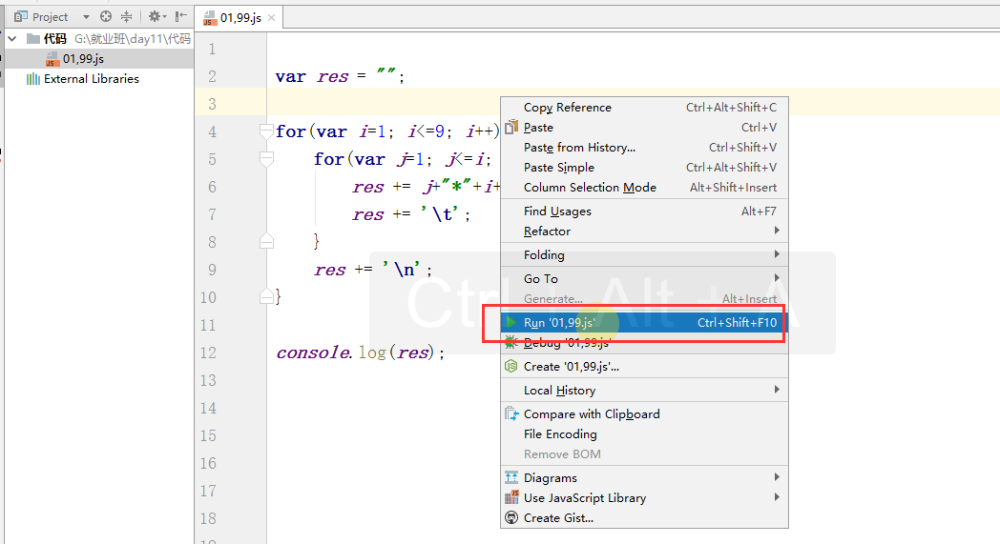 Project
01,99.js
代码 G:\就业班\day11\代码
01,99.js
External Libraries
1
2 var res = "";
3
4 for(var i=1; i<=9; i++)
5 for(var j=1; j<=i;
6 res += j+"*"+i+
7 res += '\t';
8 }
9 res += '\n';
10 }
11
12 console.log(res);
13
14
15
16
17
18
Copy Reference Ctrl+Alt+Shift+C
Paste Ctrl+V
Paste from History... Ctrl+Shift+V
Paste Simple Ctrl+Alt+Shift+V
Column Selection Mode Alt+Shift+Insert
Find Usages Alt+F7
Refactor
Folding
Go To
Generate... Alt+Insert
Run '01,99.js' Ctrl+Shift+F10
Debug '01,99.js'
Create '01,99.js'...
Local History
Compare with Clipboard
File Encoding
Remove BOM
Diagrams
Use JavaScript Library
Create Gist...
Ctrl + Alt + A